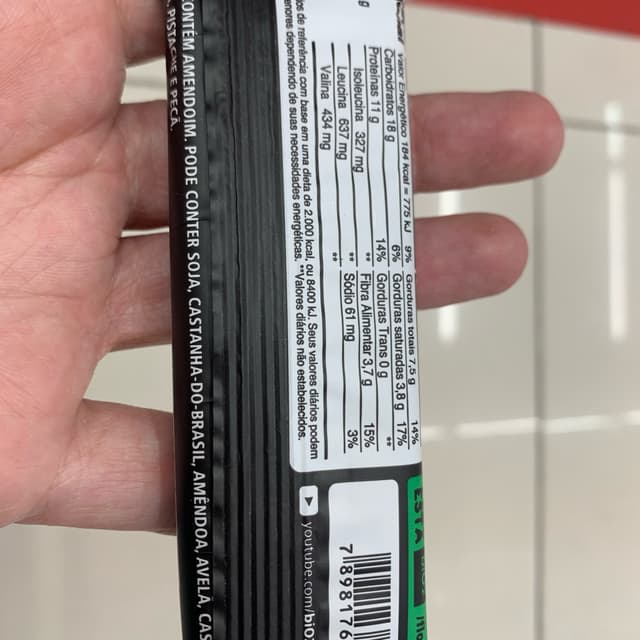 Valor Energético 184 kcal = 775 kJ 9% Gorduras totais 7,5 g 14%
Carboidratos 18 g 6% Gorduras saturadas 3,8 g 17%
Proteínas 11 g 14% Gorduras Trans 0 g **
Isoleucina 327 mg ** Fibra Alimentar 3,7 g 15%
Leucina 637 mg ** Sódio 61 mg 3%
Valina 434 mg **
de referência com base em uma dieta de 2.000 kcal, ou 8400 kJ. Seus valores diários podem
dependendo de suas necessidades energéticas. **Valores diários não estabelecidos.
ESTA
youtube.com/bio2
7 898176
CONTÉM AMENDOIM. PODE CONTER SOJA, CASTANHA-DO-BRASIL, AMÊNDOA, AVELÃ,
PISTACHE E PECÃ.